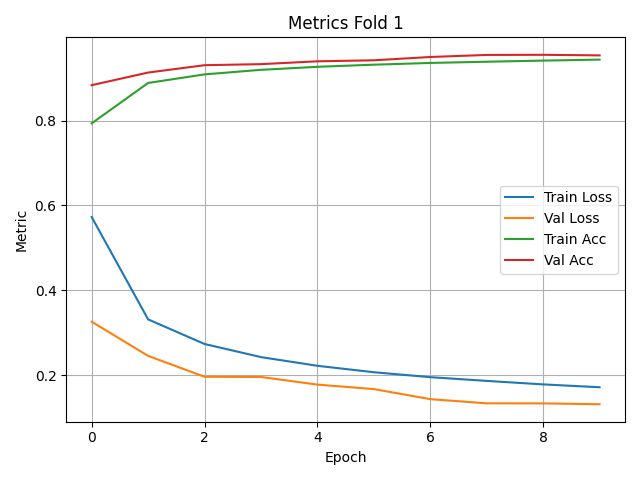 Metrics Fold 1
Metric
0.8
0.6
0.4
0.2
Train Loss
Val Loss
Train Acc
Val Acc
0 2 4 6 8
Epoch